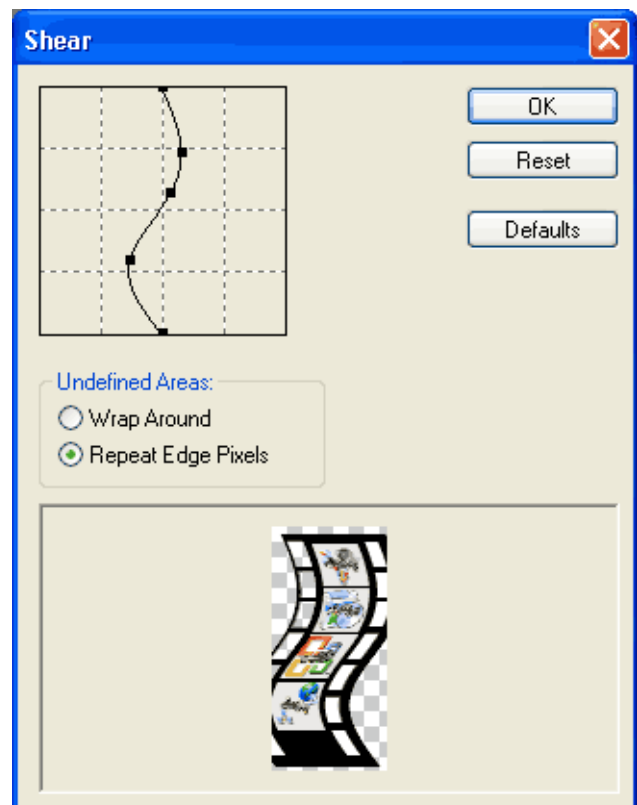 Shear
OK
Reset
Defaults
Undefined Areas:
Wrap Around
Repeat Edge Pixels